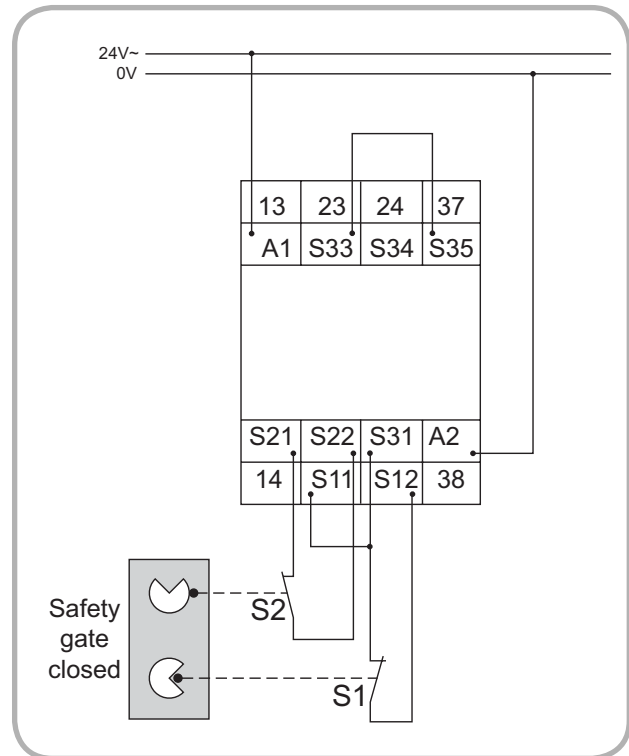 24V~
0V
13 23 24 37
A1 S33 S34 S35
S21 S22 S31 A2
14 S11 S12 38
Safety
gate
closed
S2
S1